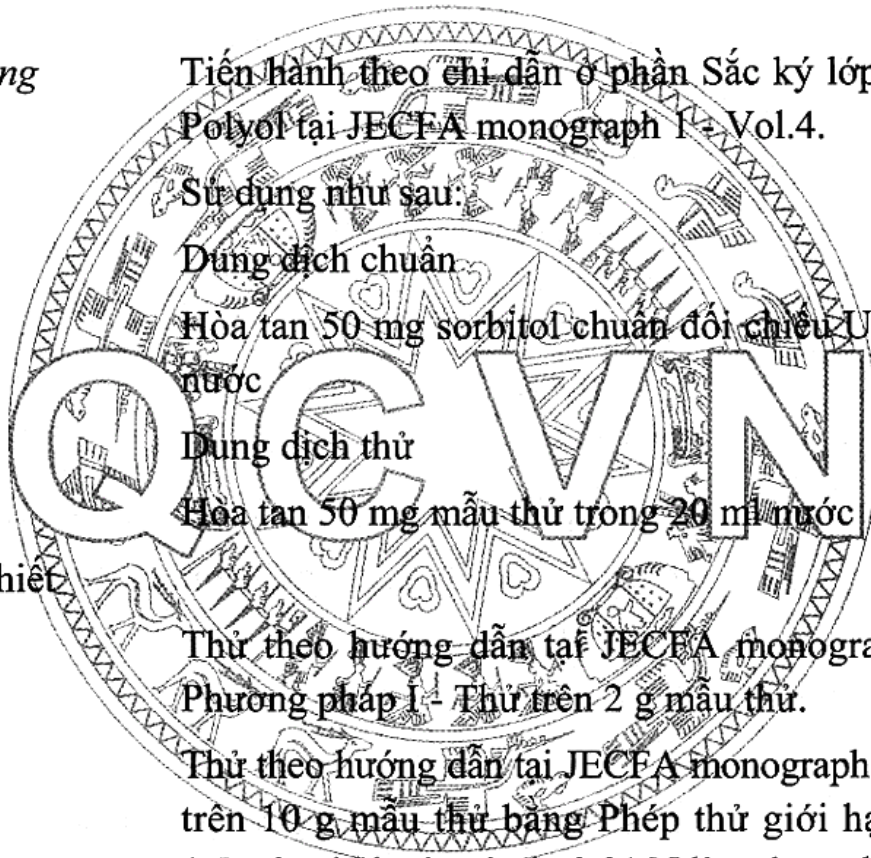 ng Tiến hành theo chỉ dẫn ở phần Sắc ký lớp
Polyol tại JECFA monograph 1 - Vol.4.
Sử dụng như sau:
Dung dịch chuẩn
Hòa tan 50 mg sorbitol chuẩn đối chiếu U
nước
QCVN
Dung dịch thử
Hòa tan 50 mg mẫu thử trong 20 ml nước
hiết
Thử theo hướng dẫn tại JECFA monogra
Phương pháp I - Thử trên 2 g mẫu thử.
Thử theo hướng dẫn tại JECFA monograph
trên 10 g mẫu thử bằng Phép thử giới hạ